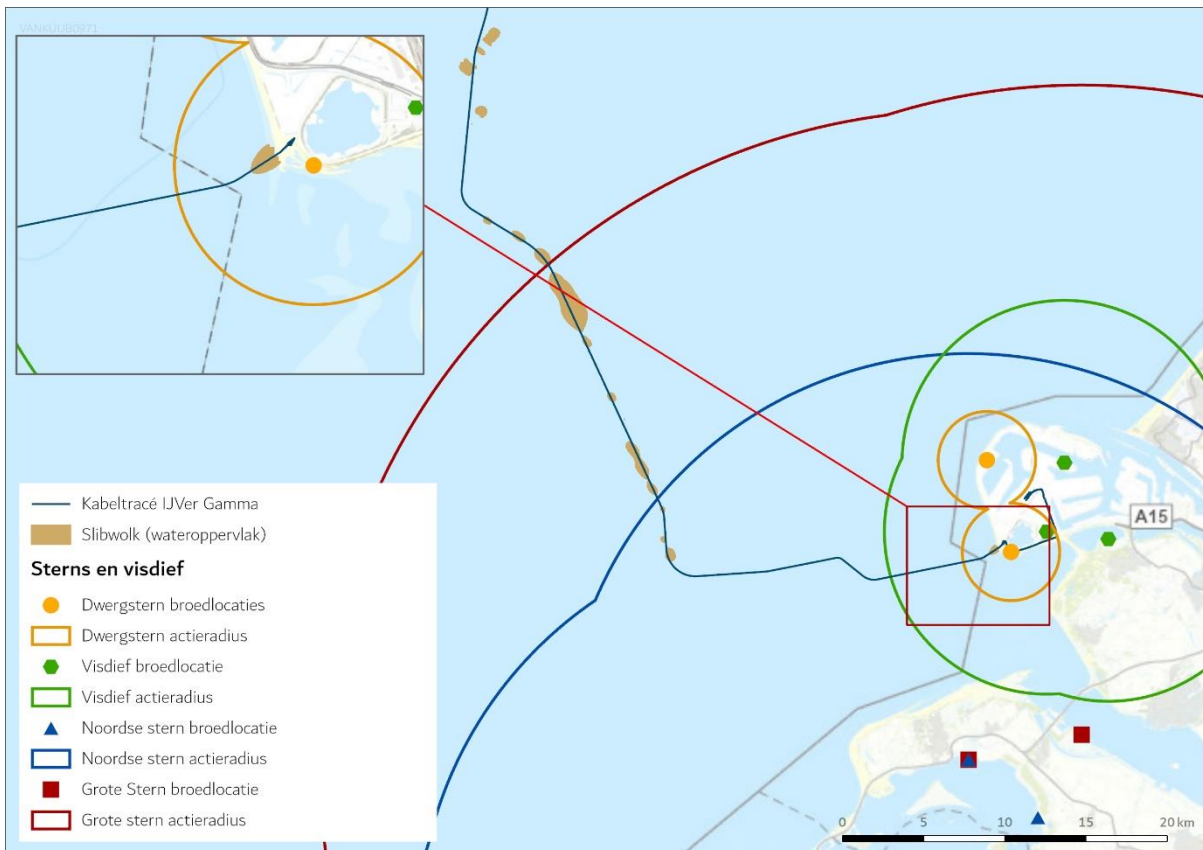 VANKUUB0971
Kabeltracé IJVer Gamma
Slibwolk (wateroppervlak)
Sterns en visdief
Dwergstern broedlocaties
Dwergstern actieradius
Visdief broedlocatie
Visdief actieradius
Noordse stern broedlocatie
Noordse stern actieradius
Grote Stern broedlocatie
Grote stern actieradius
A15
0 5 10 15 20 km